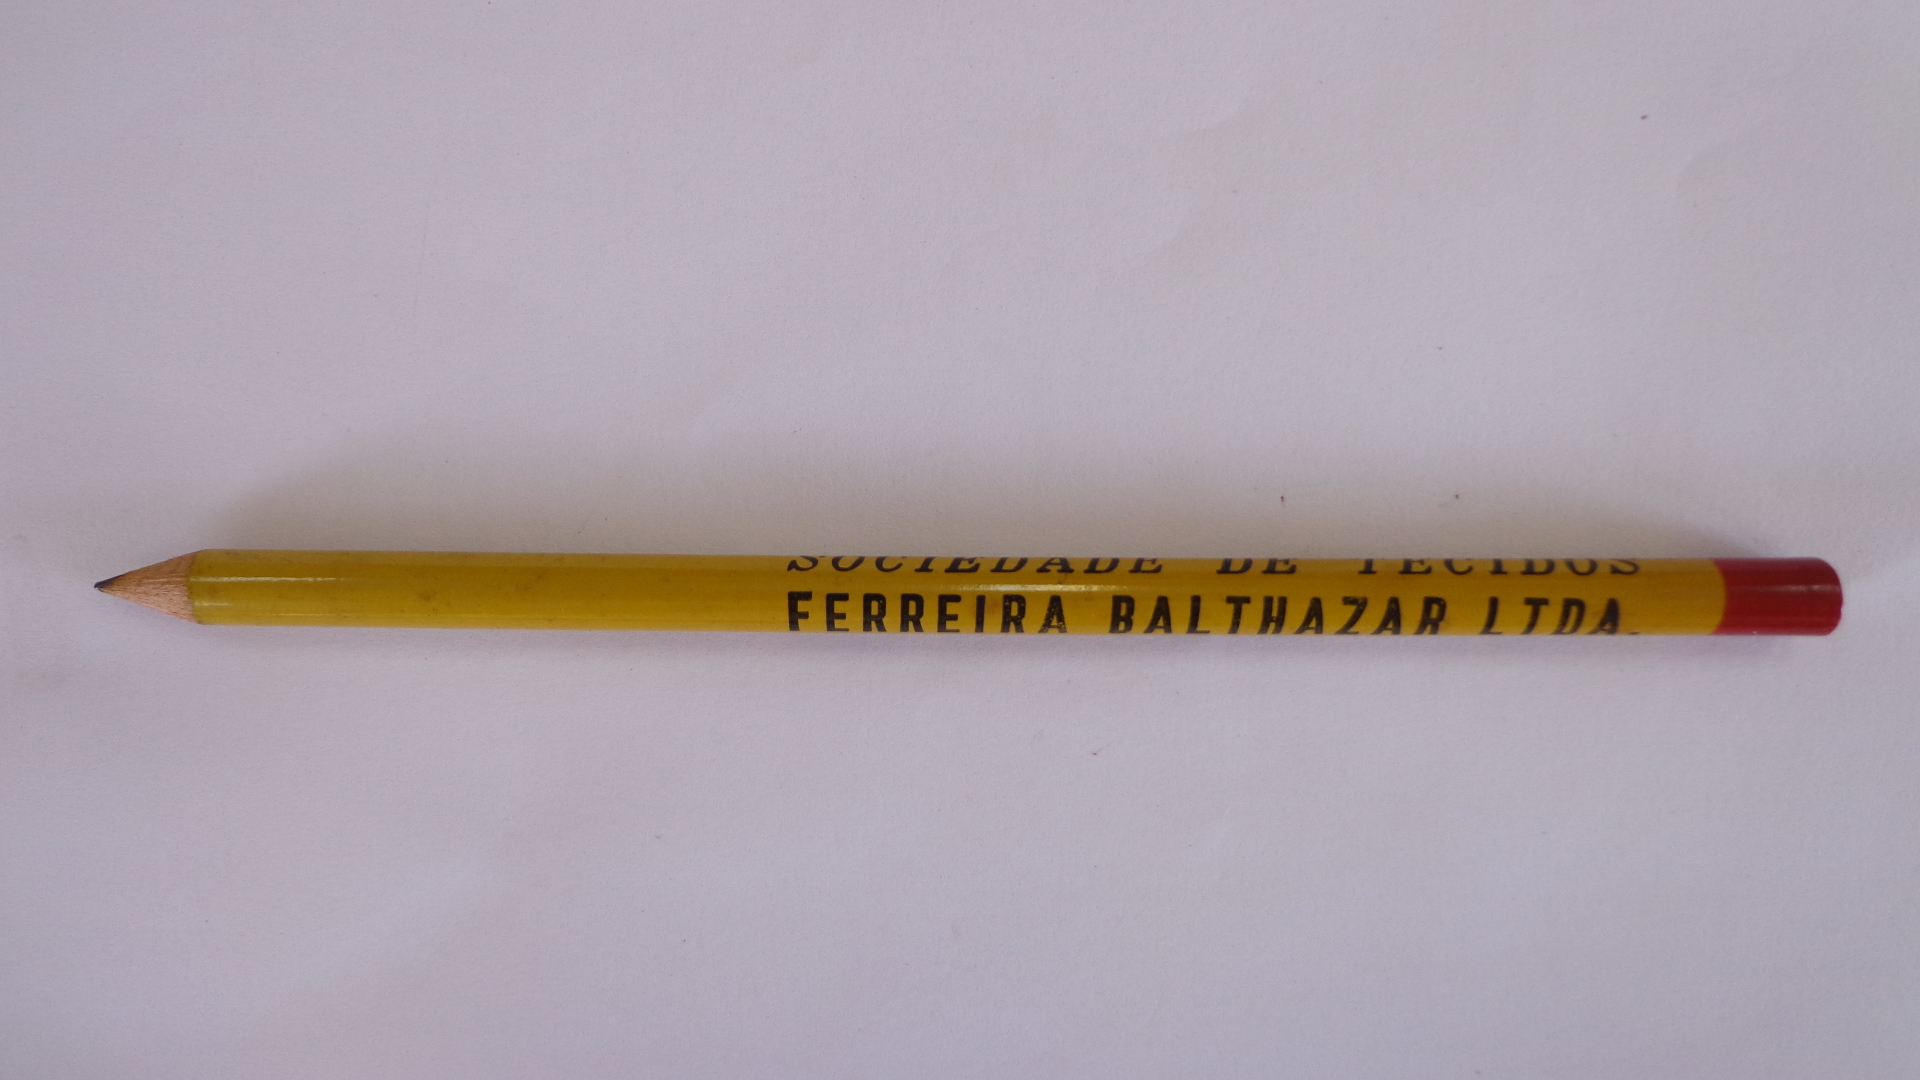 SOCIEDADE DE TECIDOS
FERREIRA BALTHAZAR LTDA.